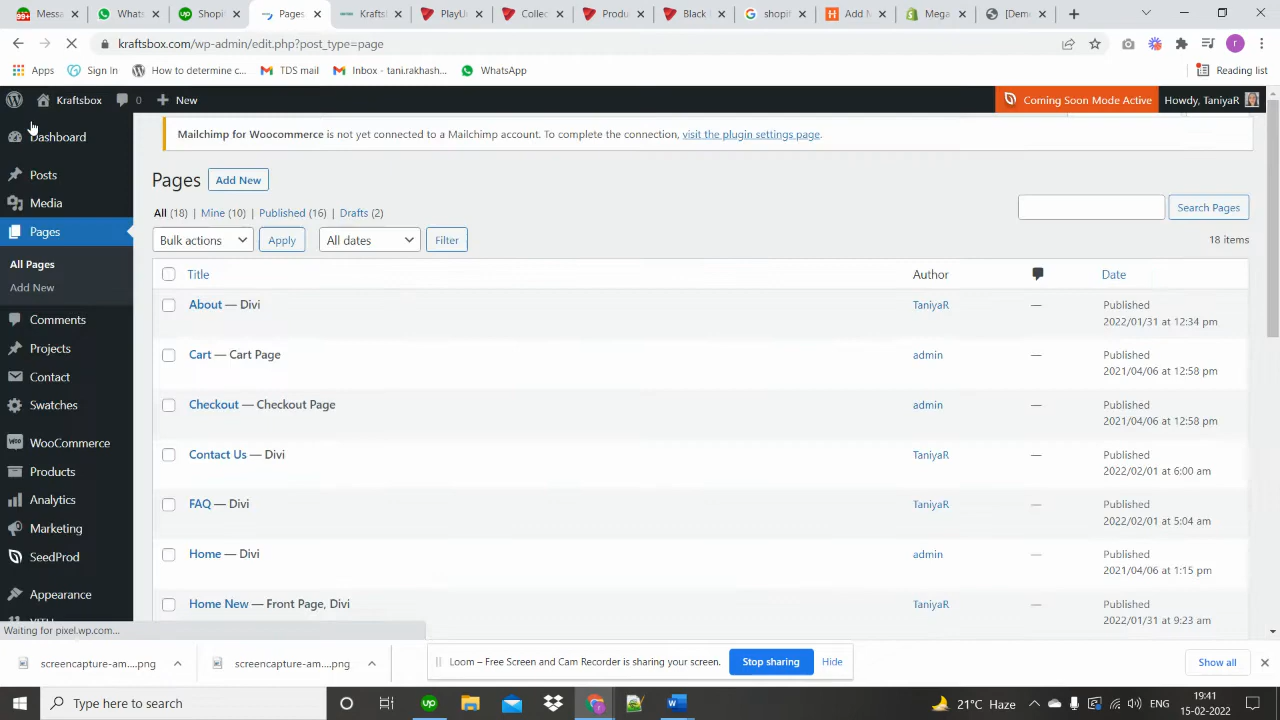 99+ Messa
Whats
Shopi
Pages
Kraftst
PlayU
Collec
Produ
Black
shopif
Add M
Mega
[Demo
kraftsbox.com/wp-admin/edit.php?post_type=page
Apps
Sign In
How to determine c...
TDS mail
Inbox - tani.rakhash...
WhatsApp
Reading list
Kraftsbox
0
New
Coming Soon Mode Active
Howdy, TaniyaR
Mailchimp for Woocommerce is not yet connected to a Mailchimp account. To complete the connection, visit the plugin settings page.
Dashboard
Posts
Media
Pages
All Pages
Add New
Comments
Projects
Contact
Swatches
WooCommerce
Products
Analytics
Marketing
SeedProd
Appearance
Pages Add New
All (18) | Mine (10) | Published (16) | Drafts (2)
Search Pages
Bulk actions
Apply
All dates
Filter
18 items
Title Author Date
About — Divi TaniyaR — Published
2022/01/31 at 12:34 pm
Cart — Cart Page admin — Published
2021/04/06 at 12:58 pm
Checkout — Checkout Page admin — Published
2021/04/06 at 12:58 pm
Contact Us — Divi TaniyaR — Published
2022/02/01 at 6:00 am
FAQ — Divi TaniyaR — Published
2022/02/01 at 5:04 am
Home — Divi admin — Published
2021/04/06 at 1:15 pm
Home New — Front Page, Divi TaniyaR — Published
2022/01/31 at 9:23 am
Waiting for pixel.wp.com...
screencapture-am....png
screencapture-am....png
Loom – Free Screen and Cam Recorder is sharing your screen.
Stop sharing
Hide
Show all
Type here to search
21°C Haze
ENG
19:41
15-02-2022